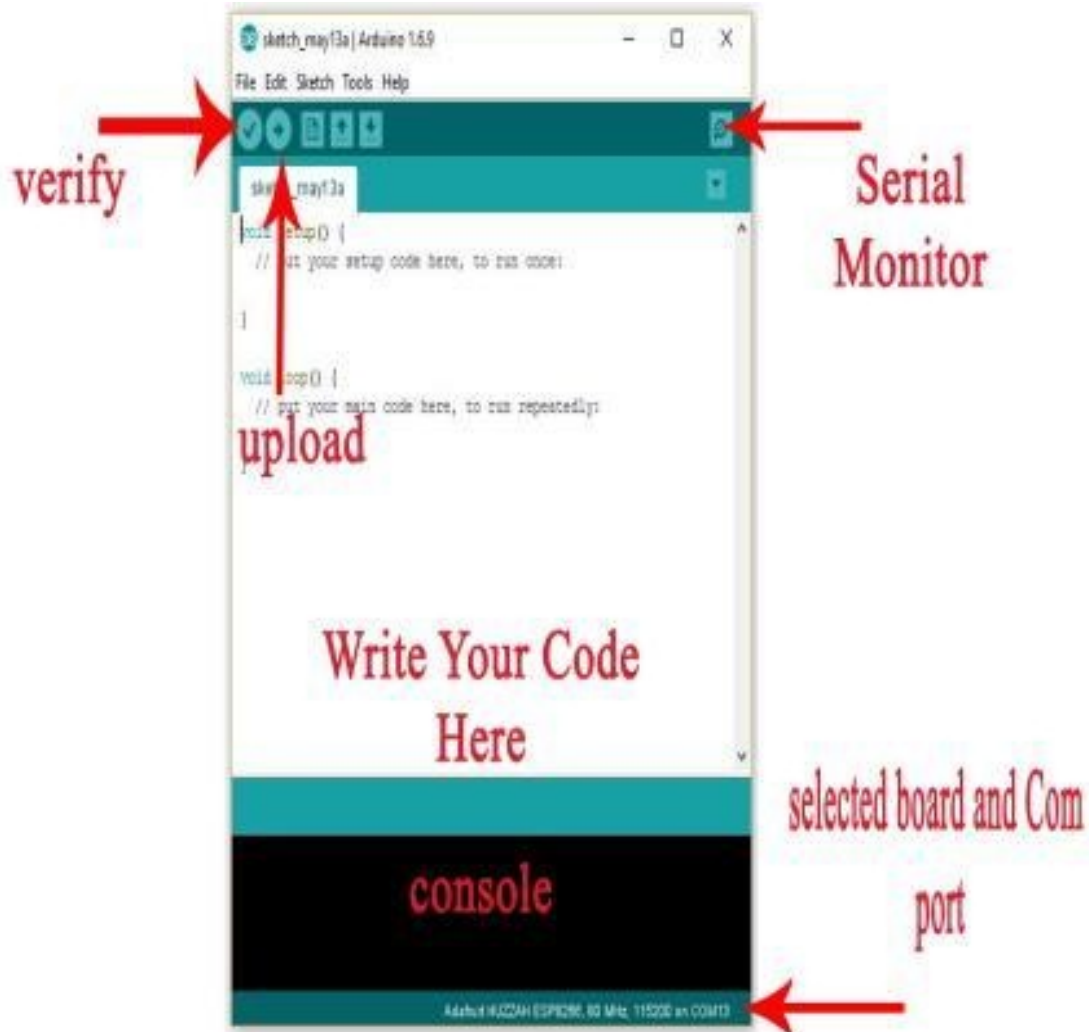 sketch_may13a | Arduino 1.6.9
File Edit Sketch Tools Help
verify
Serial
Monitor
sketch_may13a
void setup() {
// put your setup code here, to run once:
}
void loop() {
// put your main code here, to run repeatedly:
upload
Write Your Code
Here
selected board and Com
port
console
Adafruit HUZZAH ESP8266, 80 MHz, 115200 on COM13